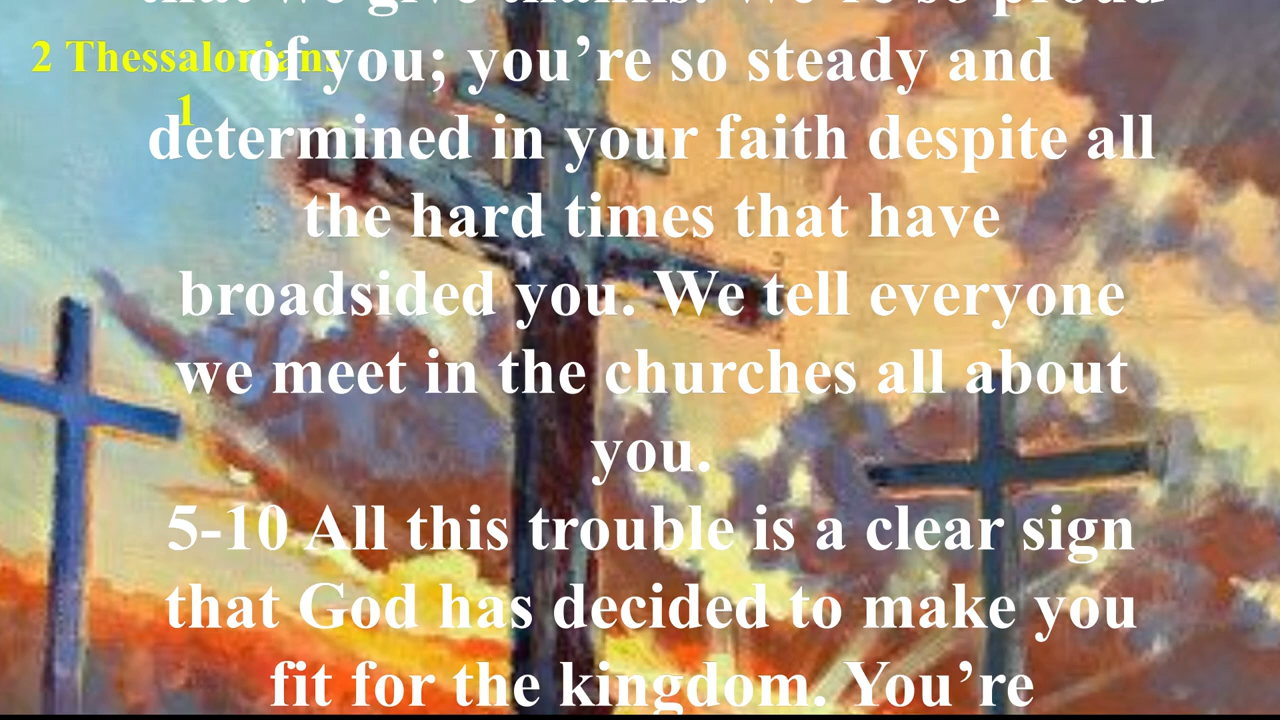 that we give thanks. We're so proud
2 Thessalonians
1
of you; you’re so steady and
determined in your faith despite all
the hard times that have
broadsided you. We tell everyone
we meet in the churches all about
you.
5-10 All this trouble is a clear sign
that God has decided to make you
fit for the kingdom. You’re